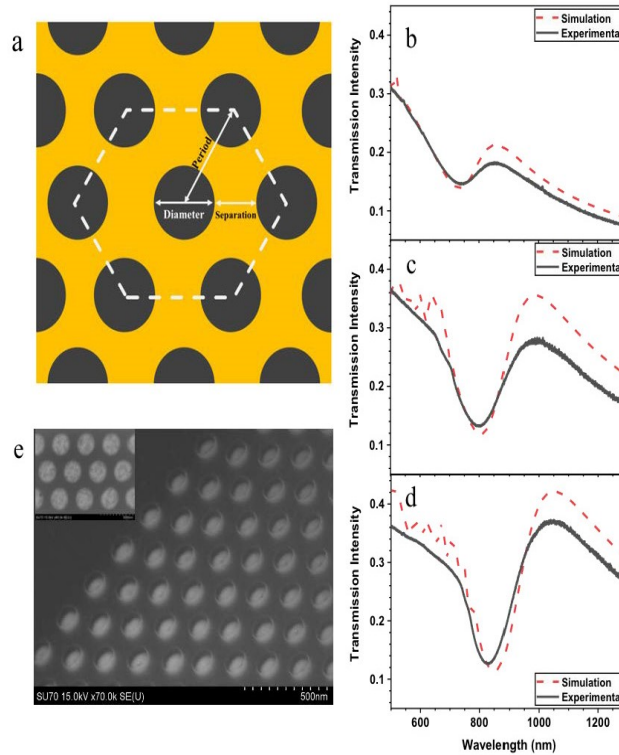 a
Period
Diameter
Separation
b
Simulation
Experimenta
Transmission Intensity
0.4
0.3
0.2
0.1
c
Simulation
Experimenta
Transmission Intensity
0.4
0.3
0.2
0.1
d
Simulation
Experimenta
Transmission Intensity
0.4
0.3
0.2
0.1
600
800
1000
1200
Wavelength (nm)
e
SU70 15.0kV x70.0k SE(U)
500nm